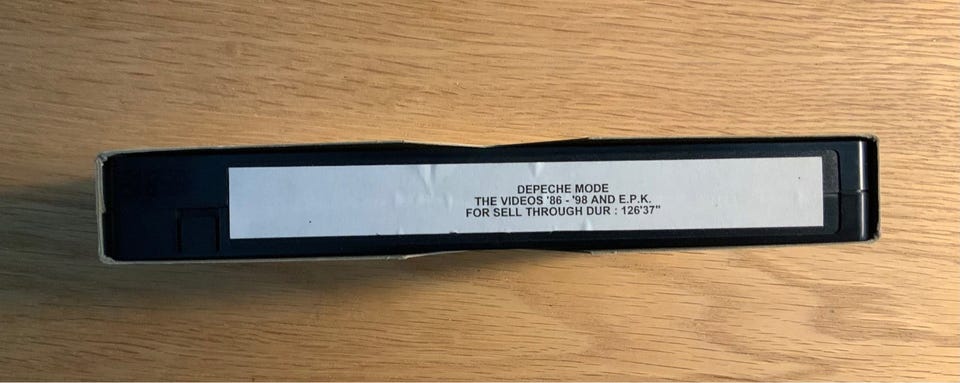 DEPECHE MODE
THE VIDEOS '86 - '98 AND E.P.K.
FOR SELL THROUGH DUR : 126'37"